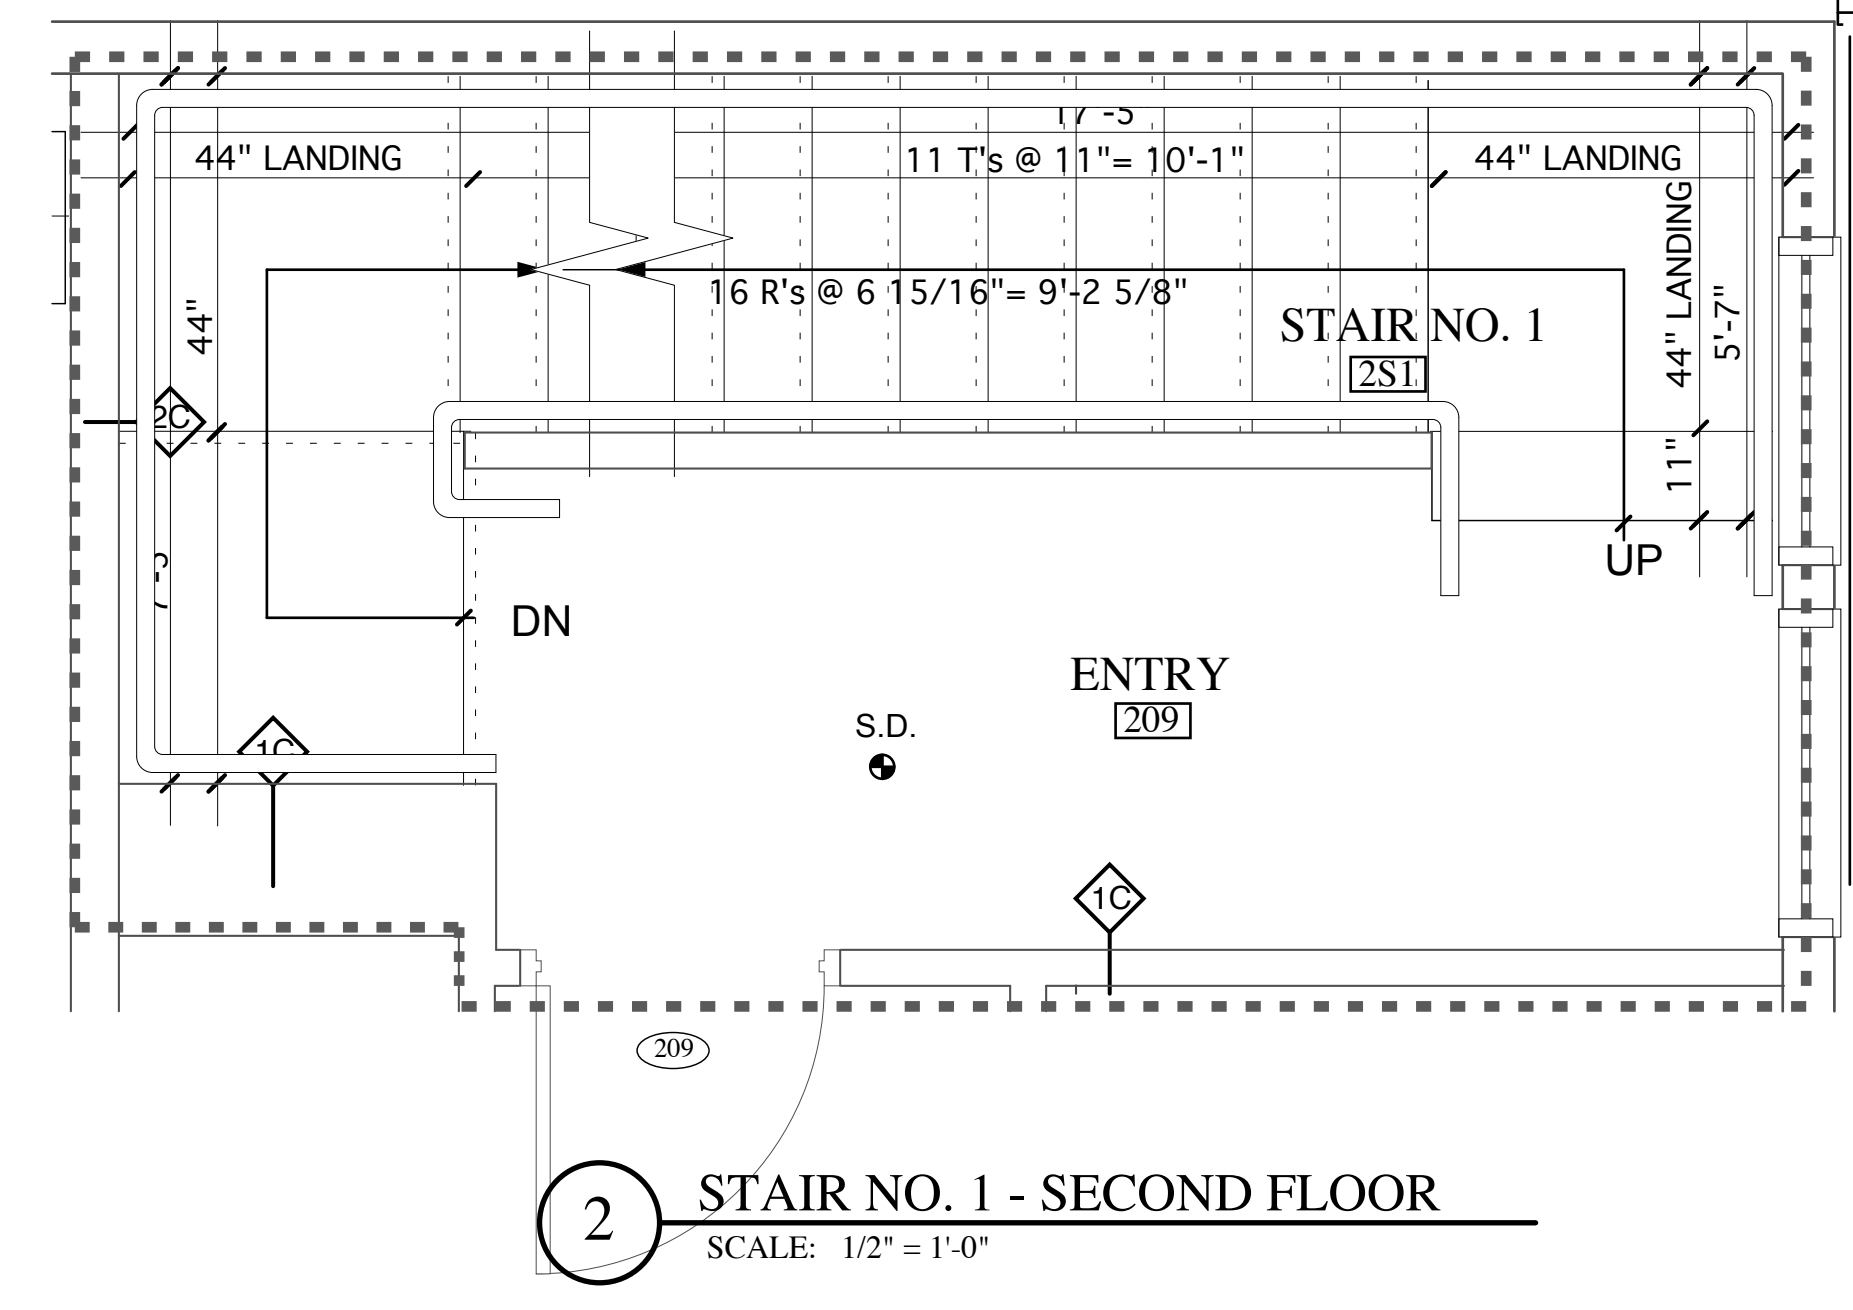 17'-5"
44" LANDING
11 T's @ 11"= 10'-1"
44" LANDING
44" LANDING
5'-7"
44"
16 R's @ 6 15/16"= 9'-2 5/8"
STAIR NO. 1
2S1
2C
11"
UP
DN
ENTRY
209
S.D.
1C
1C
209
2
STAIR NO. 1 - SECOND FLOOR
SCALE: 1/2" = 1'-0"